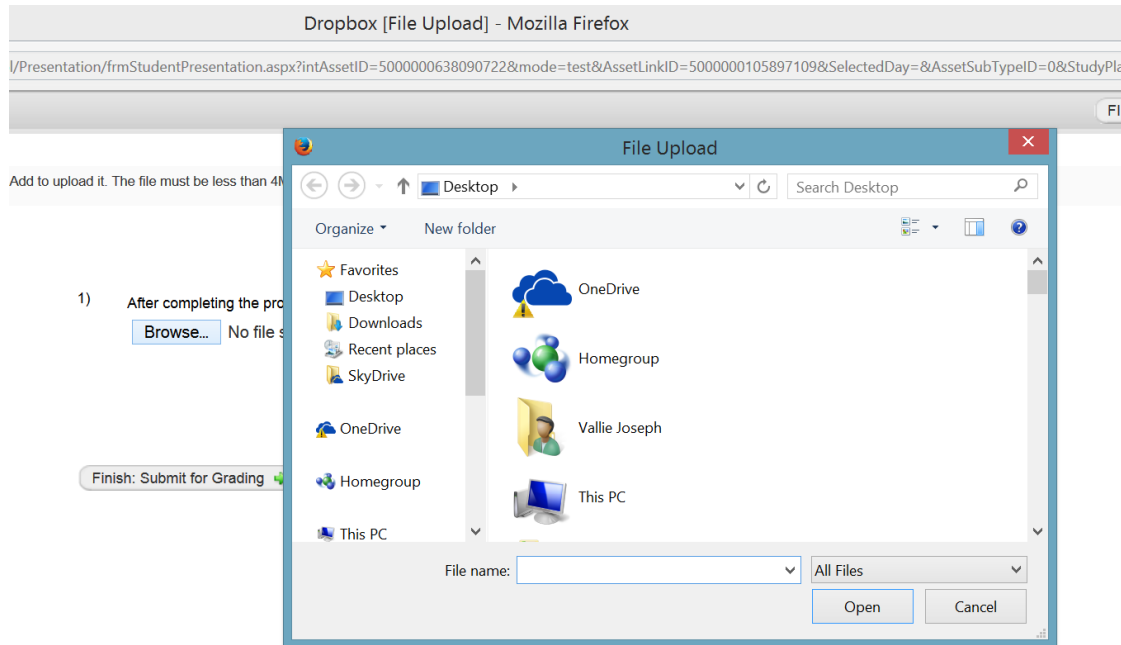 Dropbox [File Upload] - Mozilla Firefox
l/Presentation/frmStudentPresentation.aspx?intAssetID=5000000638090722&mode=test&AssetLinkID=5000000105897109&SelectedDay=&AssetSubTypeID=0&StudyPla
FI
File Upload
Add to upload it. The file must be less than 4M
Desktop
Search Desktop
Organize
New folder
Favorites
Desktop
Downloads
Recent places
SkyDrive
OneDrive
Homegroup
This PC
OneDrive
Homegroup
Vallie Joseph
This PC
1) After completing the pro
Browse... No file s
Finish: Submit for Grading
File name:
All Files
Open
Cancel